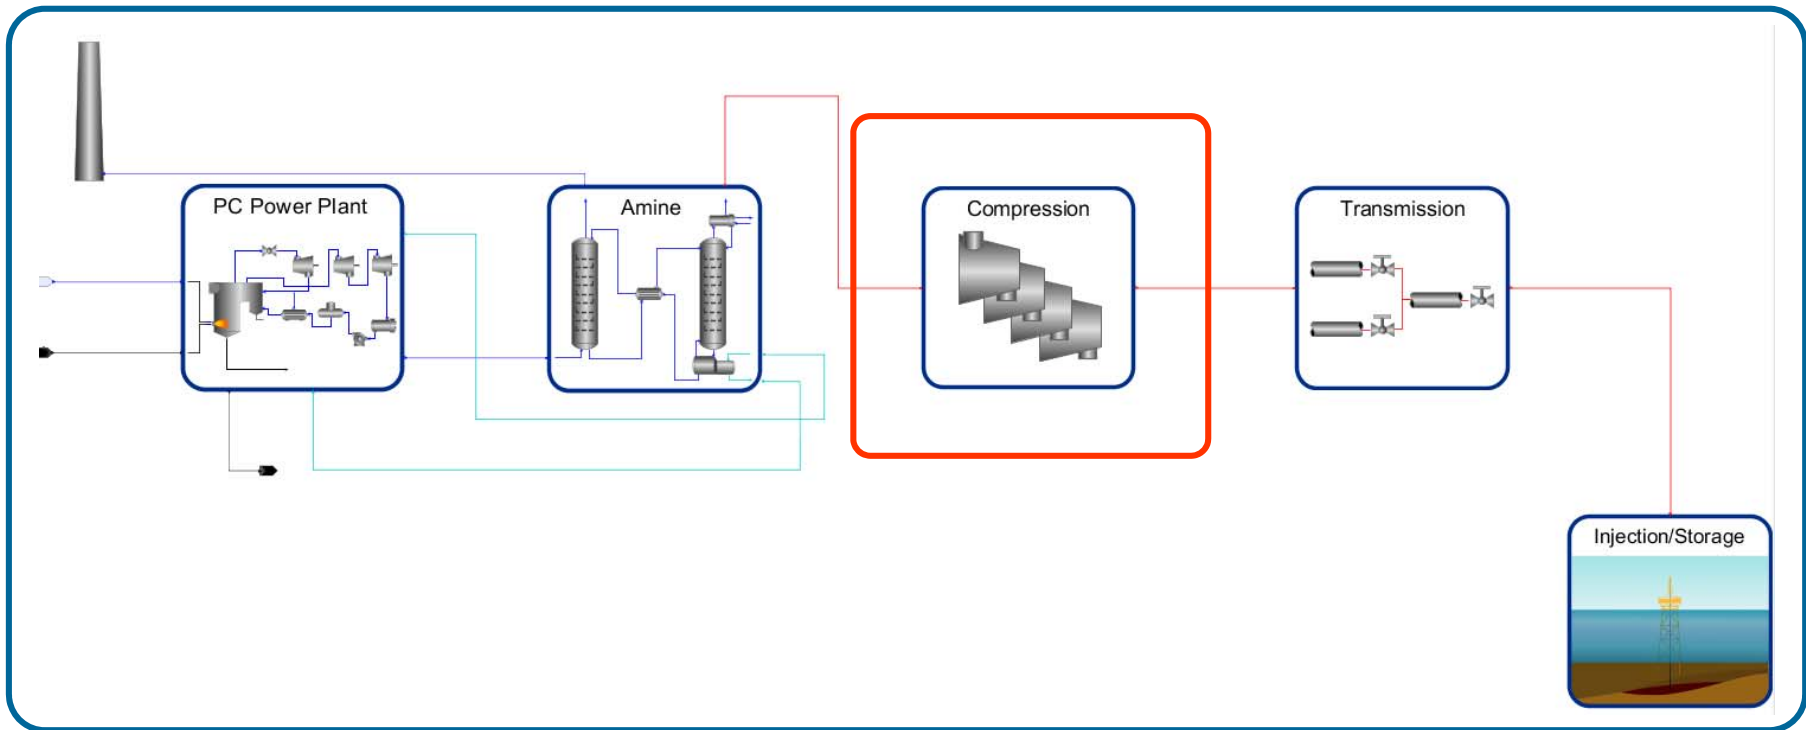 PC Power Plant
Amine
Compression
Transmission
Injection/Storage